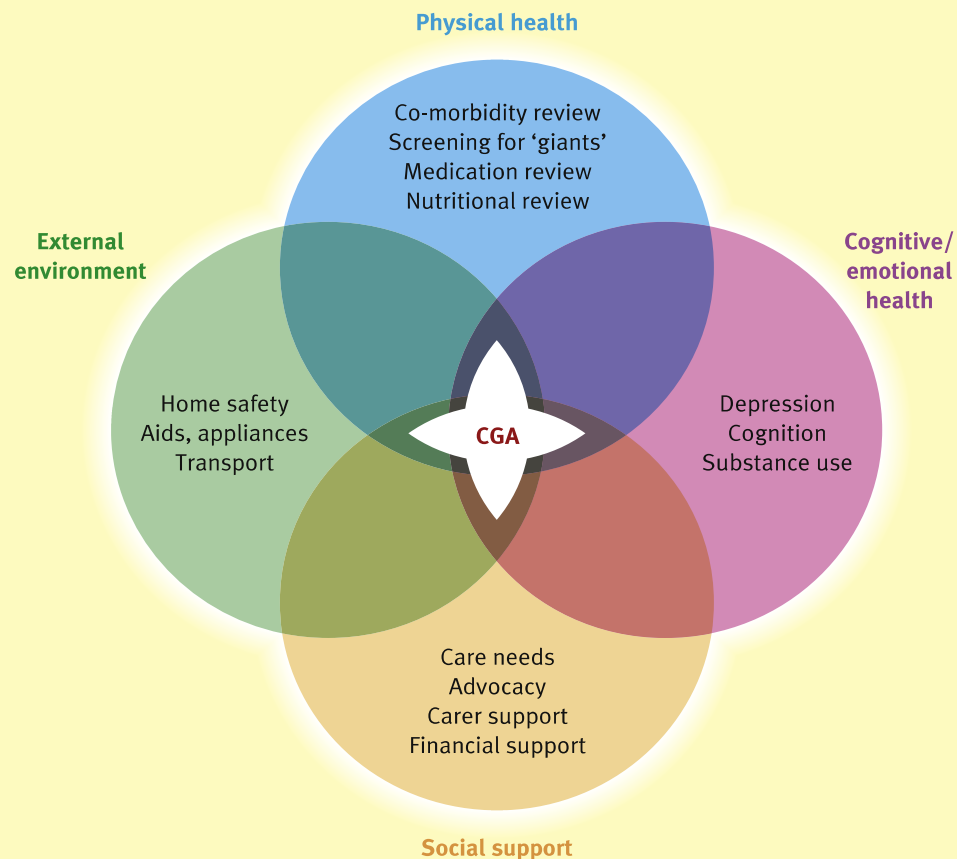 Physical health
Co-morbidity review
Screening for ‘giants’
Medication review
Nutritional review
External
environment
Cognitive/
emotional
health
Home safety
Aids, appliances
Transport
CGA
Depression
Cognition
Substance use
Care needs
Advocacy
Carer support
Financial support
Social support